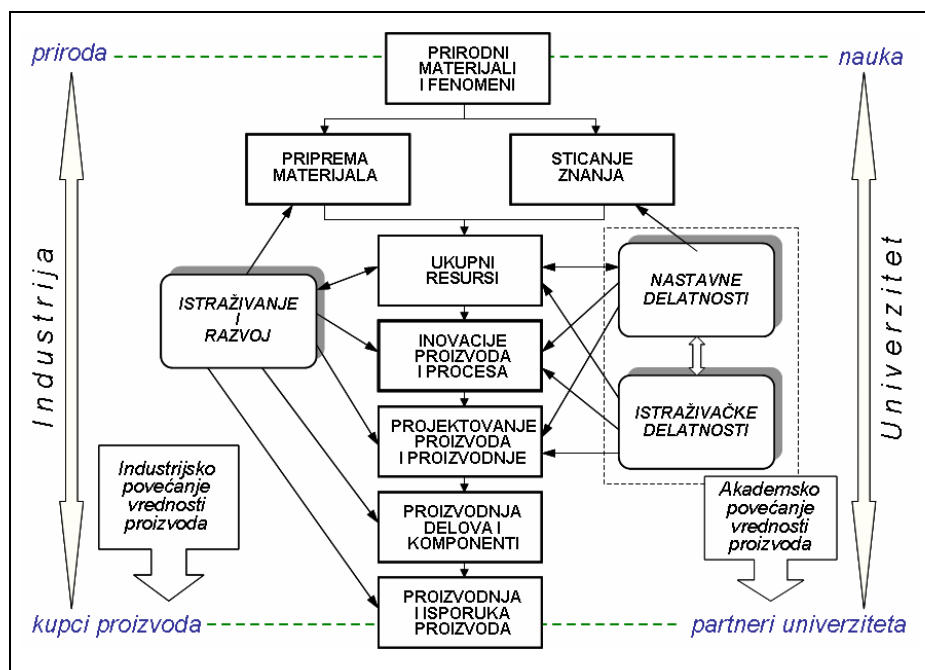 priroda
PRIRODNI
MATERIJALI
I FENOMENI
nauka
PRIPREMA
MATERIJALA
STICANJE
ZNANJA
Industrija
Univerzitet
UKUPNI
RESURSI
ISTRAŽIVANJE
I
RAZVOJ
NASTAVNE
DELATNOSTI
INOVACIJE
PROIZVODA
I PROCESA
ISTRAŽIVAČKE
DELATNOSTI
PROJEKTOVANJE
PROIZVODA
I PROIZVODNJE
Industrijsko
povećanje
vrednosti
proizvoda
Akademsko
povećanje
vrednosti
proizvoda
PROIZVODNJA
DELOVA I
KOMPONENTI
PROIZVODNJA
I ISPORUKA
PROIZVODA
kupci proizvoda
partneri univerziteta